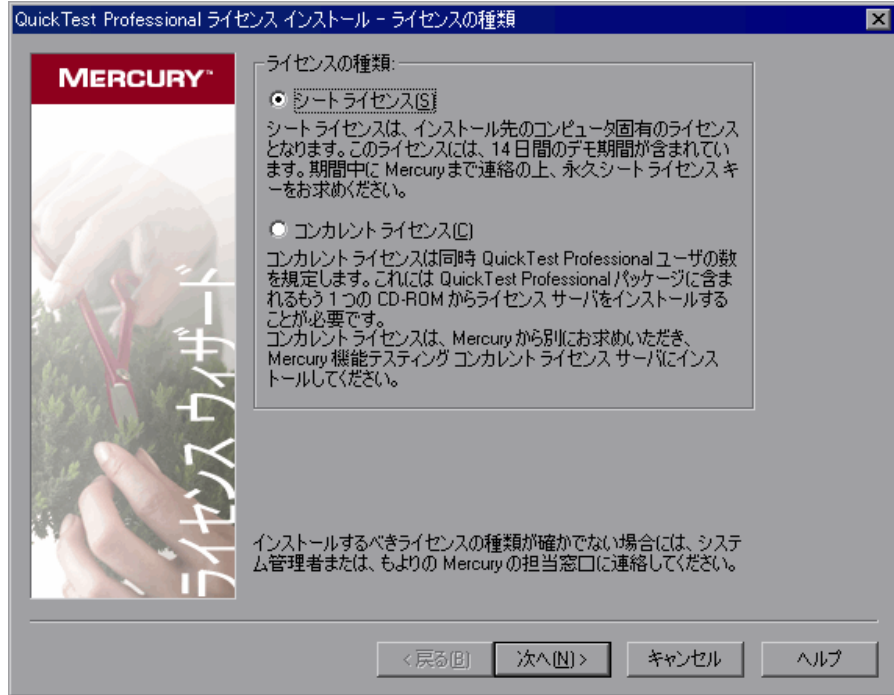 QuickTest Professional ライセンス インストール - ライセンスの種類
MERCURY™
ライセンス ウィザード
ライセンスの種類:
シート ライセンス(S)
シート ライセンスは、インストール先のコンピュータ固有のライセンス
となります。このライセンスには、14 日間のデモ期間が含まれてい
ます。期間中に Mercury まで連絡の上、永久シート ライセンス キ
ーをお求めください。
コンカレント ライセンス(C)
コンカレント ライセンスは同時 QuickTest Professional ユーザの数
を規定します。これには QuickTest Professional パッケージに含ま
れるもう 1 つの CD-ROM からライセンス サーバをインストールする
ことが必要です。
コンカレント ライセンスは、Mercury から別にお求めいただき、
Mercury 機能テスティング コンカレント ライセンス サーバにインス
トールしてください。
インストールするべきライセンスの種類が確かでない場合には、システ
ム管理者または、もよりの Mercury の担当窓口に連絡してください。
< 戻る(B)
次へ(N) >
キャンセル
ヘルプ